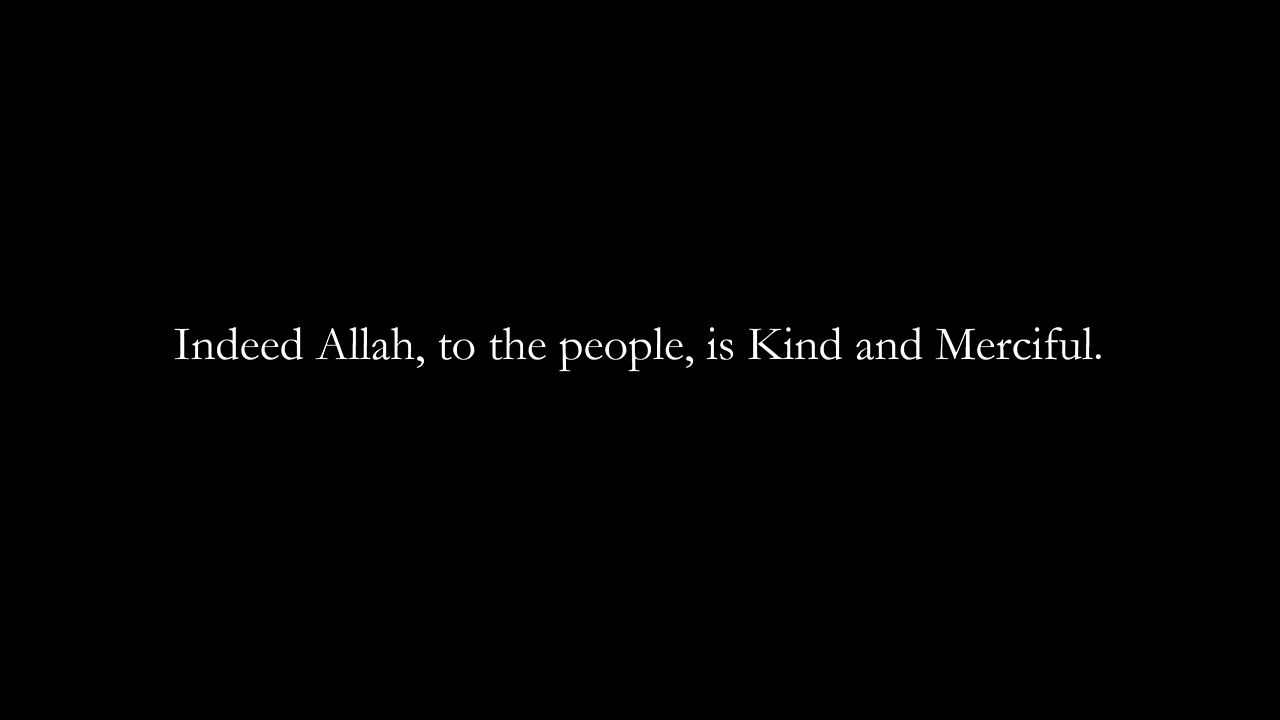 Indeed Allah, to the people, is Kind and Merciful.